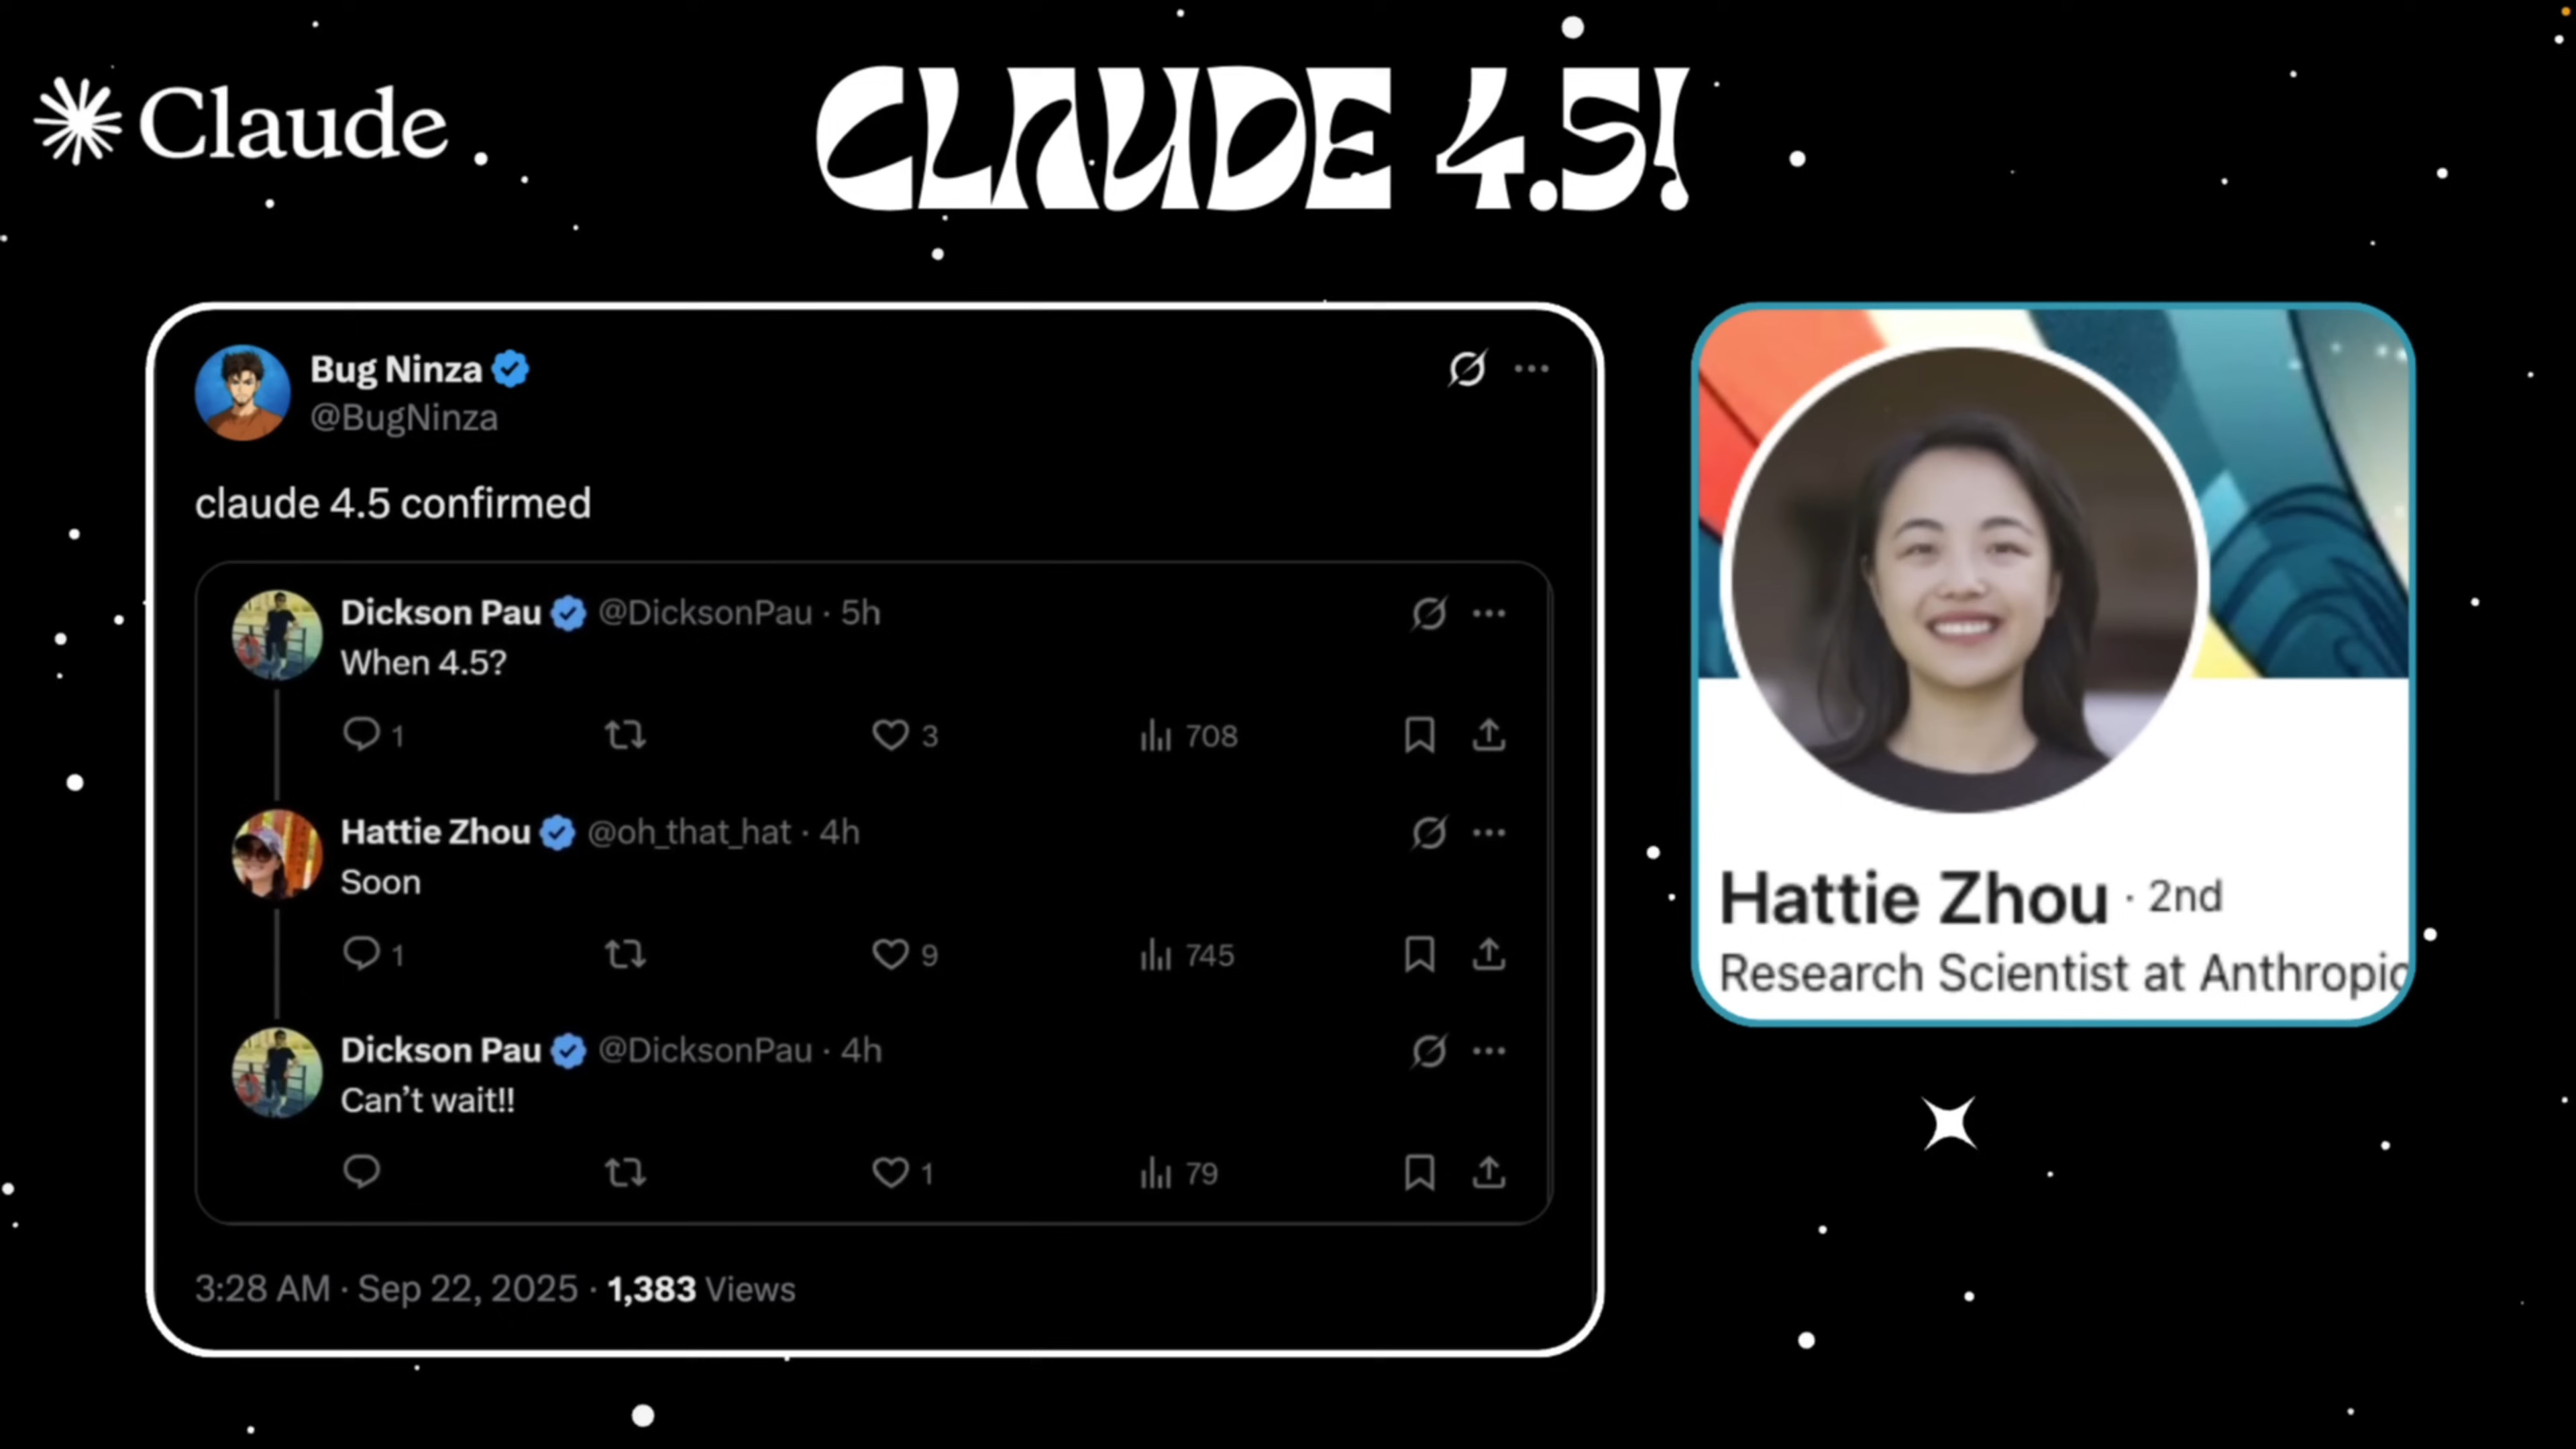 Claude
CLAUDE 4.5!
Bug Ninza
@BugNinza
claude 4.5 confirmed
Dickson Pau @DicksonPau · 5h
When 4.5?
1 3 708
Hattie Zhou @oh_that_hat · 4h
Soon
1 9 745
Dickson Pau @DicksonPau · 4h
Can’t wait!!
1 79
3:28 AM · Sep 22, 2025 · 1,383 Views
Hattie Zhou · 2nd
Research Scientist at Anthropic